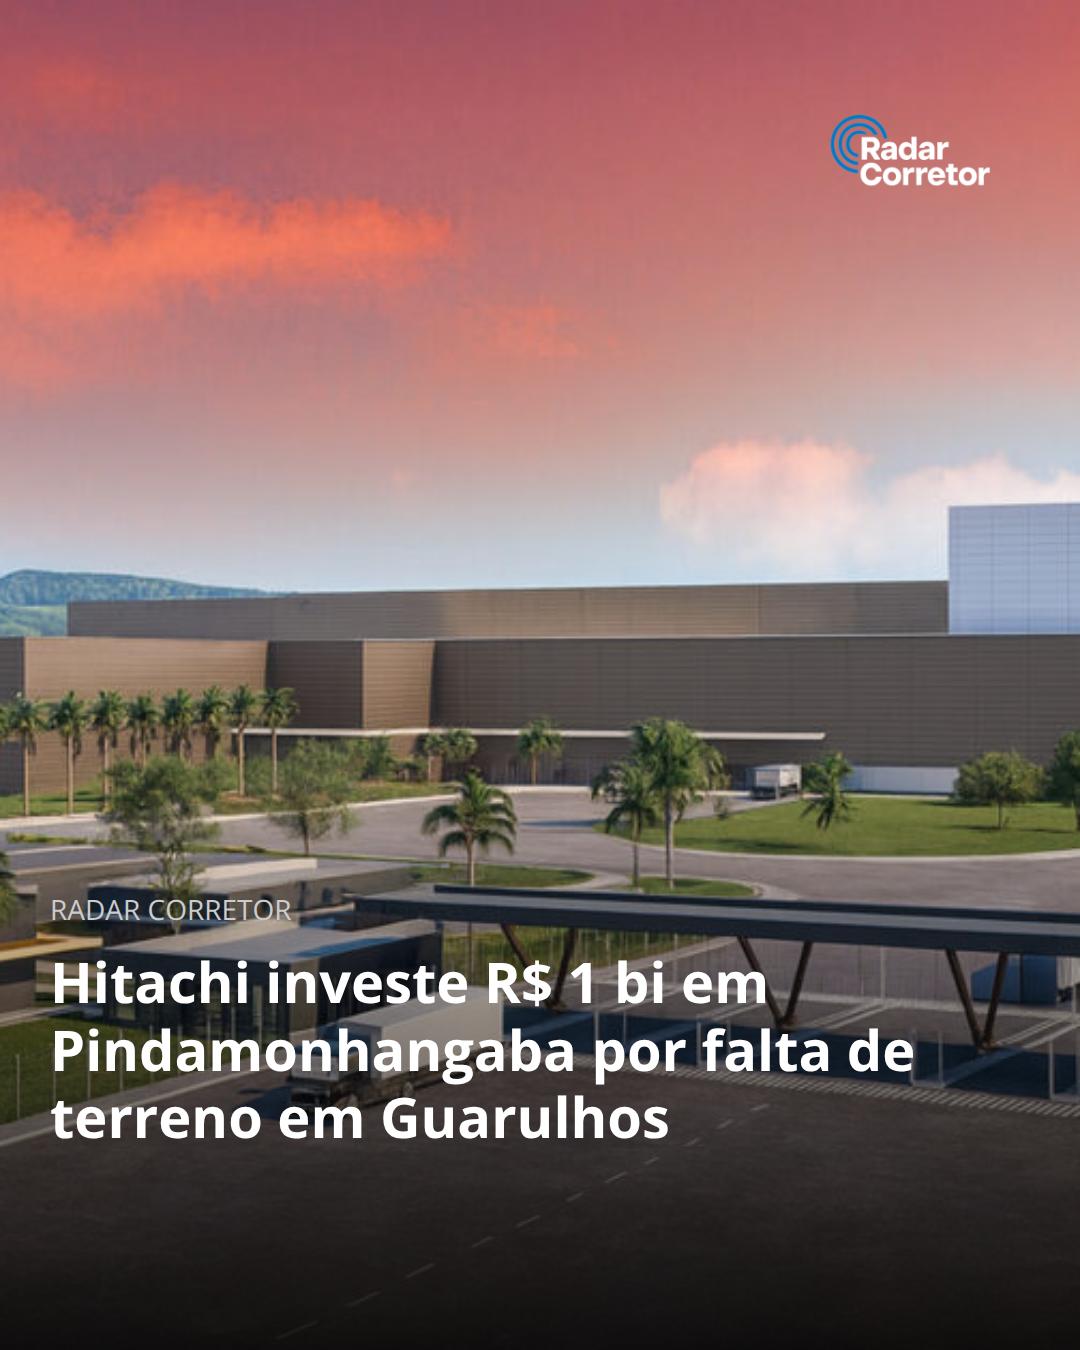 Radar
Corretor
RADAR CORRETOR
Hitachi investe R$ 1 bi em
Pindamonhangaba por falta de
terreno em Guarulhos